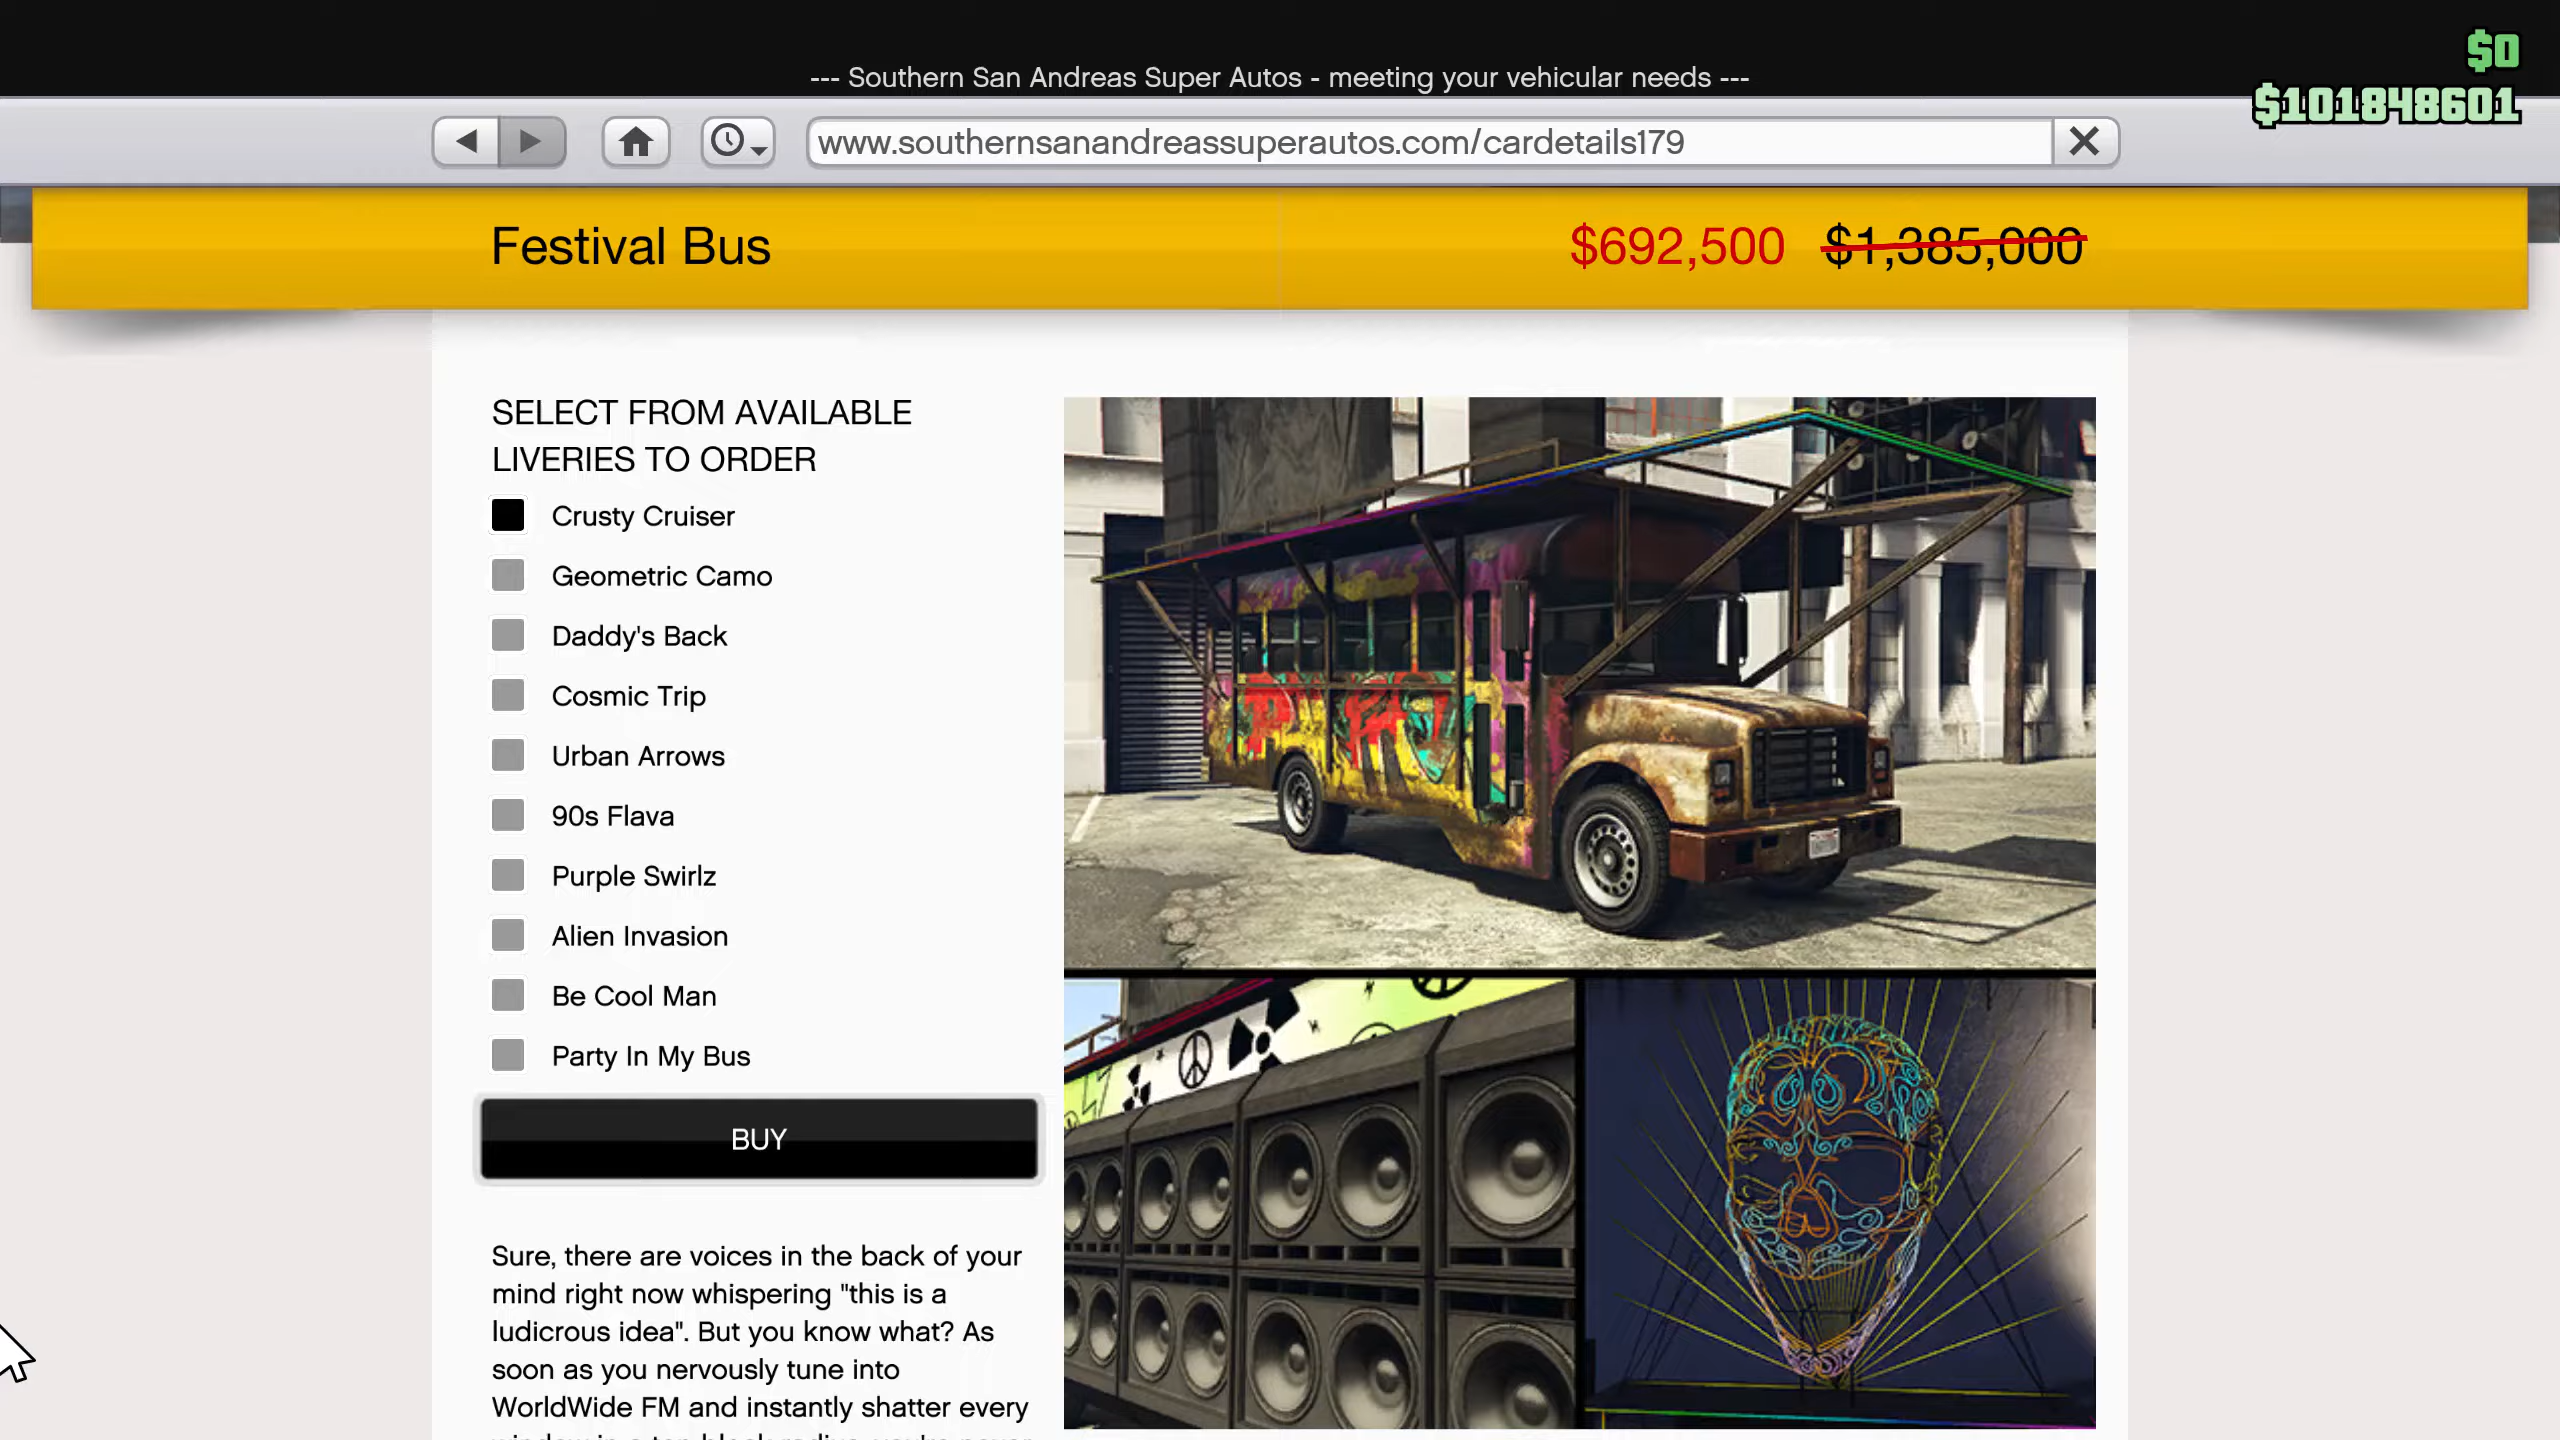 --- Southern San Andreas Super Autos - meeting your vehicular needs ---
$0
$101848601
www.southernsanandreassuperautos.com/cardetails179
Festival Bus
$692,500 $1,385,000
SELECT FROM AVAILABLE
LIVERIES TO ORDER
Crusty Cruiser
Geometric Camo
Daddy's Back
Cosmic Trip
Urban Arrows
90s Flava
Purple Swirlz
Alien Invasion
Be Cool Man
Party In My Bus
BUY
Sure, there are voices in the back of your
mind right now whispering "this is a
ludicrous idea". But you know what? As
soon as you nervously tune into
WorldWide FM and instantly shatter every